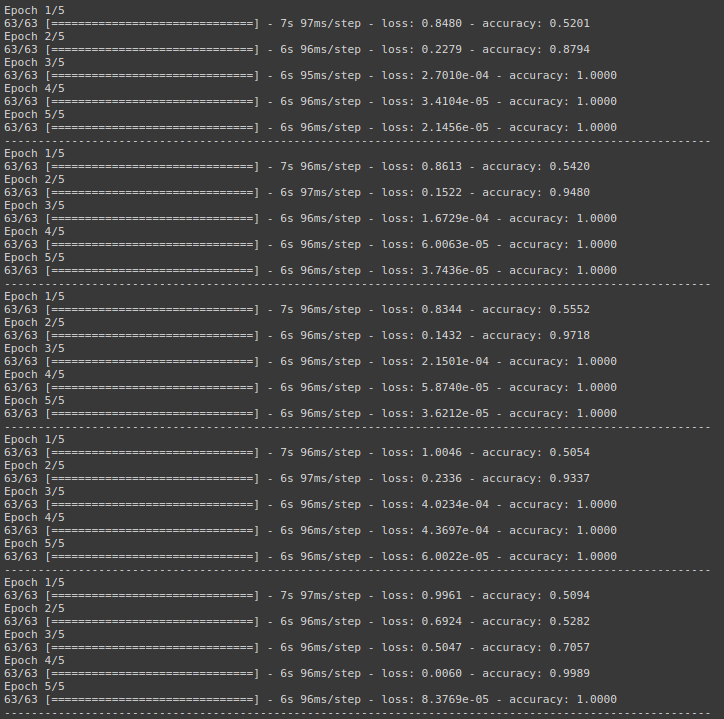 Epoch 1/5
63/63 [==============================] - 7s 97ms/step - loss: 0.8480 - accuracy: 0.5201
Epoch 2/5
63/63 [==============================] - 6s 96ms/step - loss: 0.2279 - accuracy: 0.8794
Epoch 3/5
63/63 [==============================] - 6s 95ms/step - loss: 2.7010e-04 - accuracy: 1.0000
Epoch 4/5
63/63 [==============================] - 6s 96ms/step - loss: 3.4104e-05 - accuracy: 1.0000
Epoch 5/5
63/63 [==============================] - 6s 96ms/step - loss: 2.1456e-05 - accuracy: 1.0000
---------------------------------------------------------------------------------------------------------
Epoch 1/5
63/63 [==============================] - 7s 96ms/step - loss: 0.8613 - accuracy: 0.5420
Epoch 2/5
63/63 [==============================] - 6s 97ms/step - loss: 0.1522 - accuracy: 0.9480
Epoch 3/5
63/63 [==============================] - 6s 96ms/step - loss: 1.6729e-04 - accuracy: 1.0000
Epoch 4/5
63/63 [==============================] - 6s 96ms/step - loss: 6.0063e-05 - accuracy: 1.0000
Epoch 5/5
63/63 [==============================] - 6s 96ms/step - loss: 3.7436e-05 - accuracy: 1.0000
---------------------------------------------------------------------------------------------------------
Epoch 1/5
63/63 [==============================] - 7s 96ms/step - loss: 0.8344 - accuracy: 0.5552
Epoch 2/5
63/63 [==============================] - 6s 96ms/step - loss: 0.1432 - accuracy: 0.9718
Epoch 3/5
63/63 [==============================] - 6s 96ms/step - loss: 2.1501e-04 - accuracy: 1.0000
Epoch 4/5
63/63 [==============================] - 6s 96ms/step - loss: 5.8740e-05 - accuracy: 1.0000
Epoch 5/5
63/63 [==============================] - 6s 96ms/step - loss: 3.6212e-05 - accuracy: 1.0000
---------------------------------------------------------------------------------------------------------
Epoch 1/5
63/63 [==============================] - 7s 96ms/step - loss: 1.0046 - accuracy: 0.5054
Epoch 2/5
63/63 [==============================] - 6s 97ms/step - loss: 0.2336 - accuracy: 0.9337
Epoch 3/5
63/63 [==============================] - 6s 96ms/step - loss: 4.0234e-04 - accuracy: 1.0000
Epoch 4/5
63/63 [==============================] - 6s 96ms/step - loss: 4.3697e-04 - accuracy: 1.0000
Epoch 5/5
63/63 [==============================] - 6s 96ms/step - loss: 6.0022e-05 - accuracy: 1.0000
---------------------------------------------------------------------------------------------------------
Epoch 1/5
63/63 [==============================] - 7s 97ms/step - loss: 0.9961 - accuracy: 0.5094
Epoch 2/5
63/63 [==============================] - 6s 96ms/step - loss: 0.6924 - accuracy: 0.5282
Epoch 3/5
63/63 [==============================] - 6s 96ms/step - loss: 0.5047 - accuracy: 0.7057
Epoch 4/5
63/63 [==============================] - 6s 96ms/step - loss: 0.0060 - accuracy: 0.9989
Epoch 5/5
63/63 [==============================] - 6s 96ms/step - loss: 8.3769e-05 - accuracy: 1.0000
---------------------------------------------------------------------------------------------------------